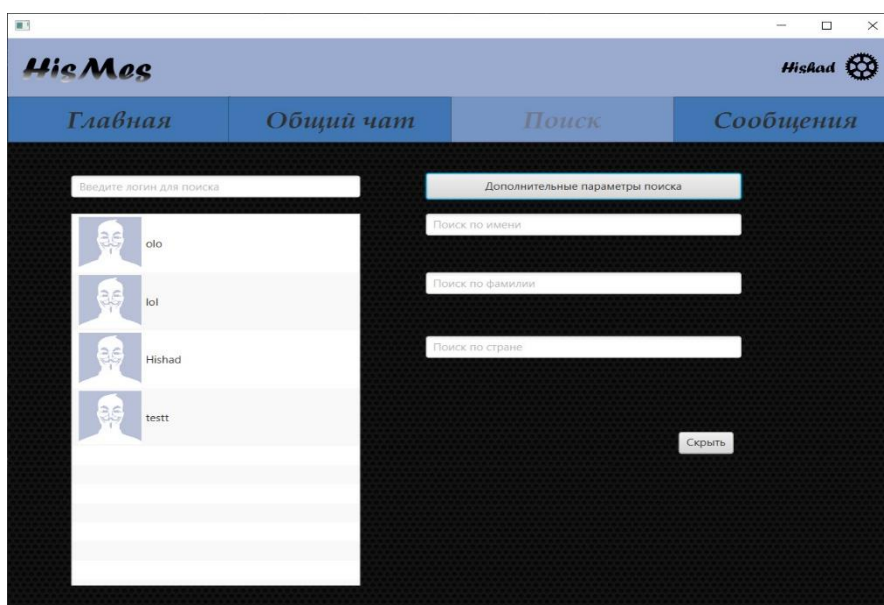 HisMes
Hishad
Главная
Общий чат
Поиск
Сообщения
Введите логин для поиска
olo
lol
Hishad
testt
Дополнительные параметры поиска
Поиск по имени
Поиск по фамилии
Поиск по стране
Скрыть